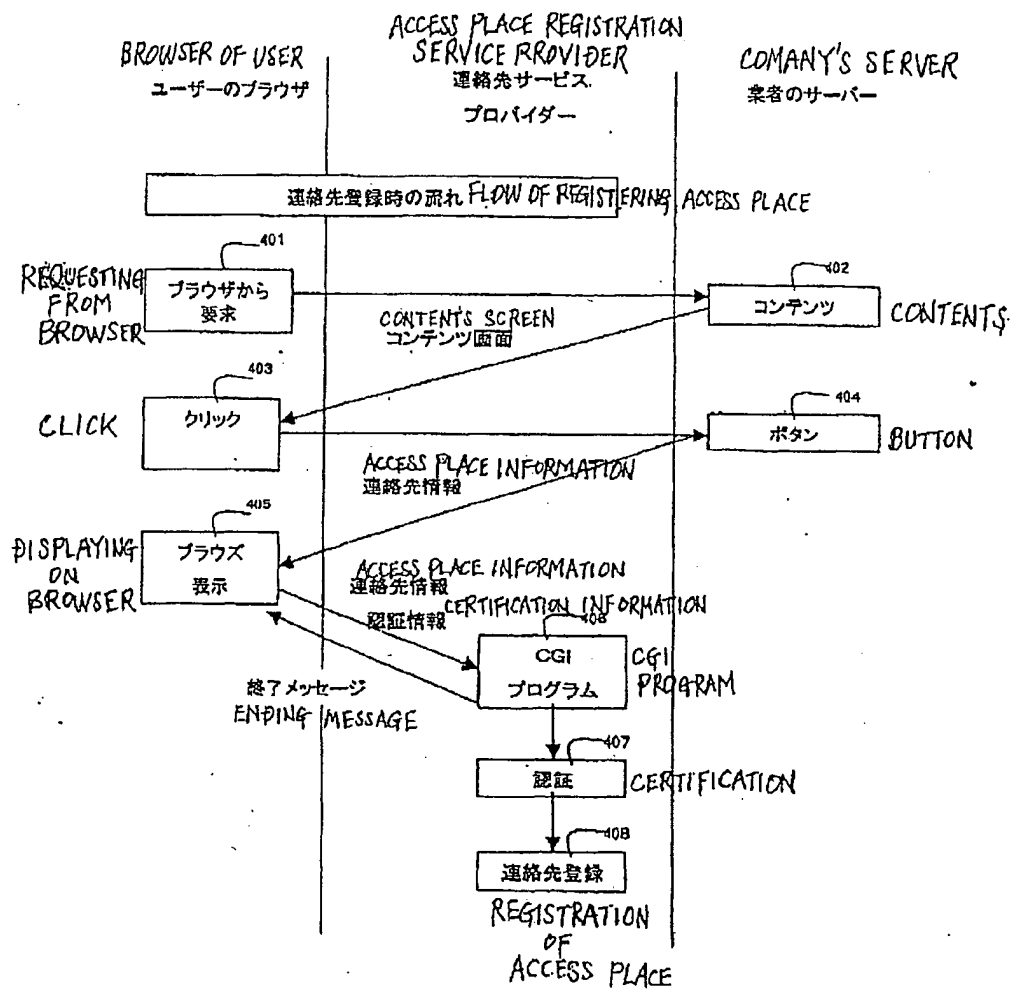 BROWSER OF USER
ユーザーのブラウザ
ACCESS PLACE REGISTRATION
SERVICE RROVIDER
連絡先サービス
プロバイダー
COMANY'S SERVER
業者のサーバー
連絡先登録時の流れ FLOW OF REGISTERING ACCESS PLACE
401
REQUESTING
FROM
BROWSER
ブラウザから
要求
402
コンテンツ
CONTENTS
CONTENTS SCREEN
コンテンツ画面
403
CLICK
クリック
404
ボタン
BUTTON
ACCESS PLACE INFORMATION
連絡先情報
405
DISPLAYING
ON
BROWSER
ブラウズ
表示
ACCESS PLACE INFORMATION
連絡先情報
CERTIFICATION INFORMATION
認証情報
406
CGI
プログラム
CGI
PROGRAM
終了メッセージ
ENDING MESSAGE
407
認証
CERTIFICATION
408
連絡先登録
REGISTRATION
OF
ACCESS PLACE